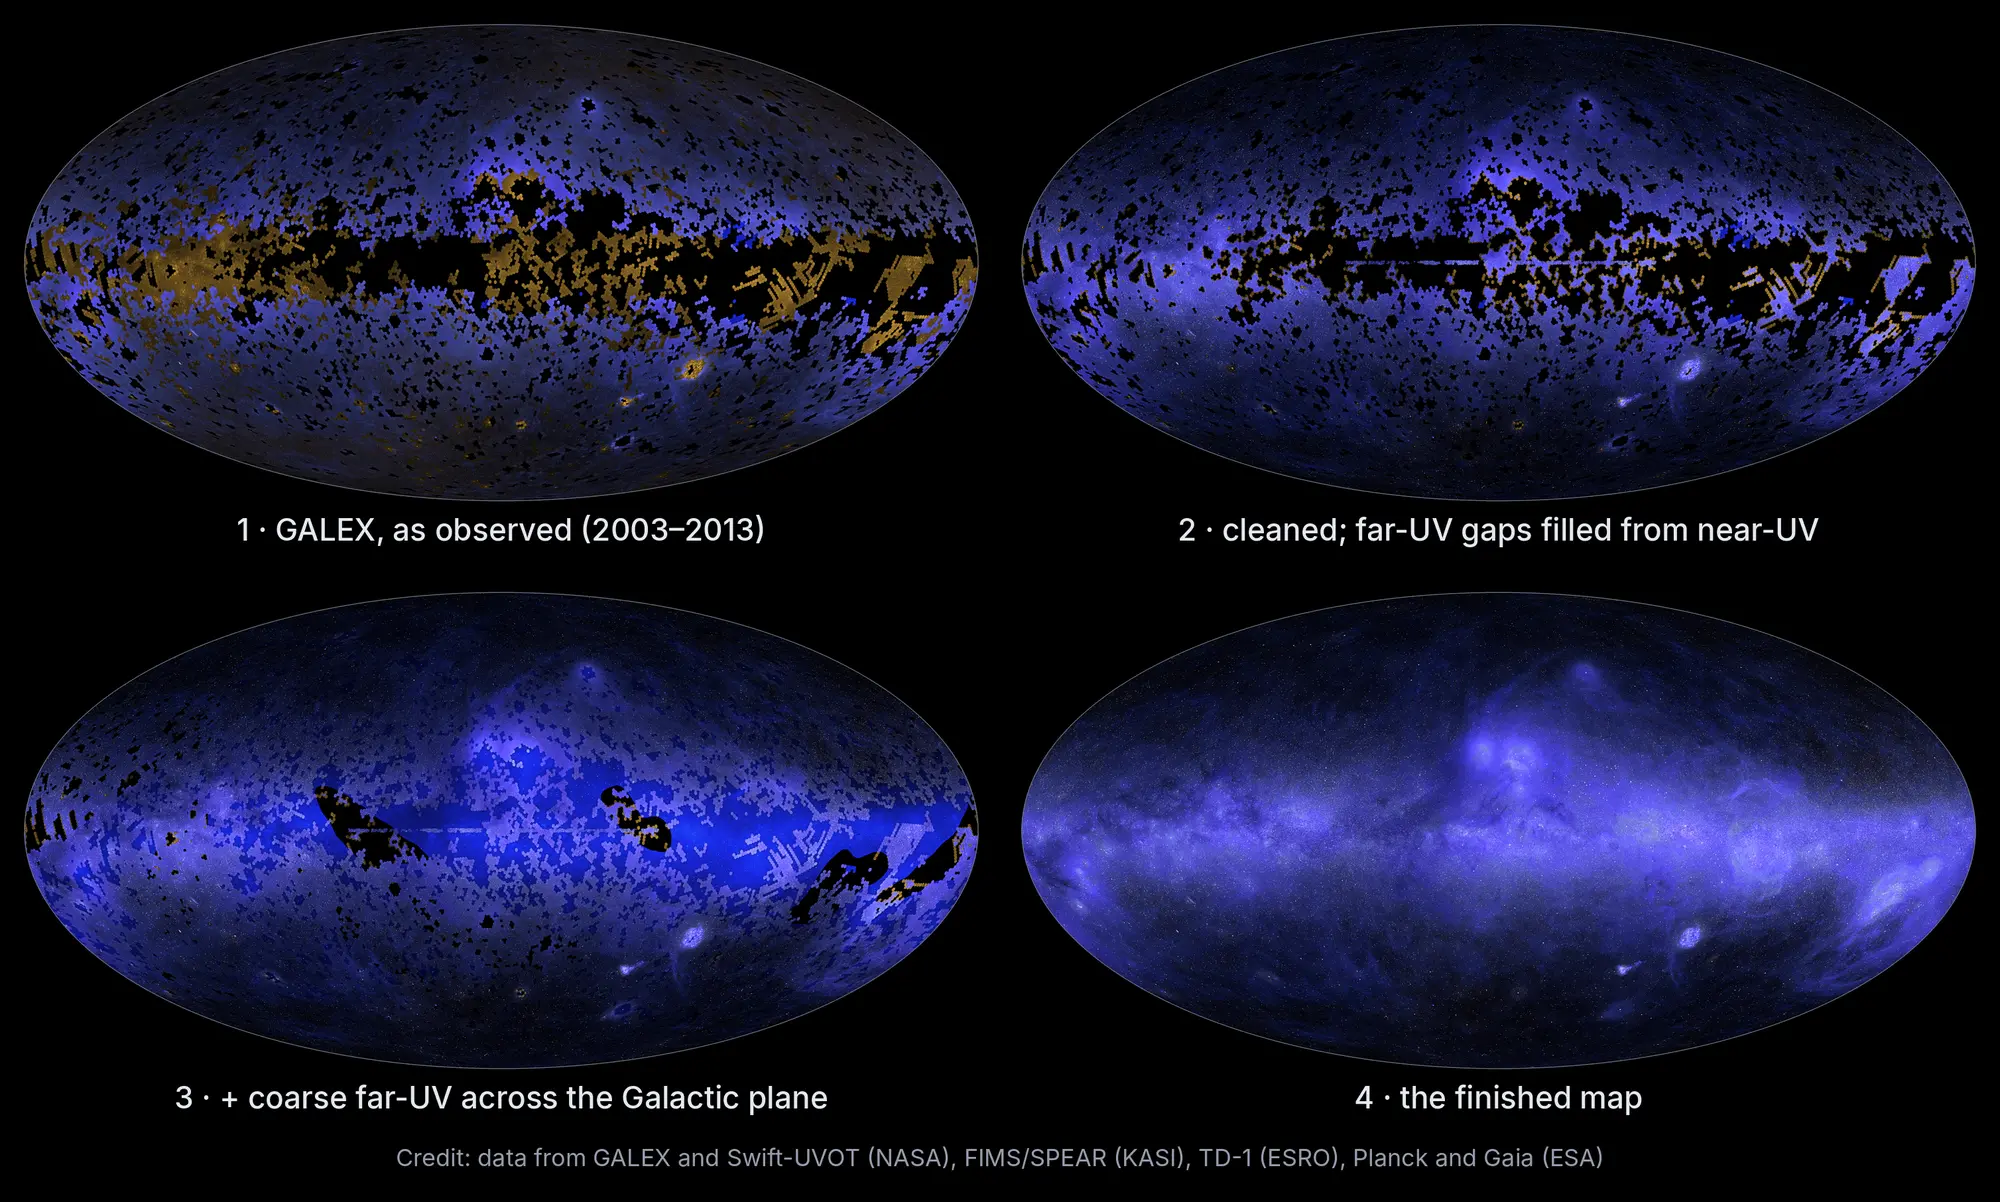 1 · GALEX, as observed (2003–2013)
2 · cleaned; far-UV gaps filled from near-UV
3 · + coarse far-UV across the Galactic plane
4 · the finished map
Credit: data from GALEX and Swift-UVOT (NASA), FIMS/SPEAR (KASI), TD-1 (ESRO), Planck and Gaia (ESA)